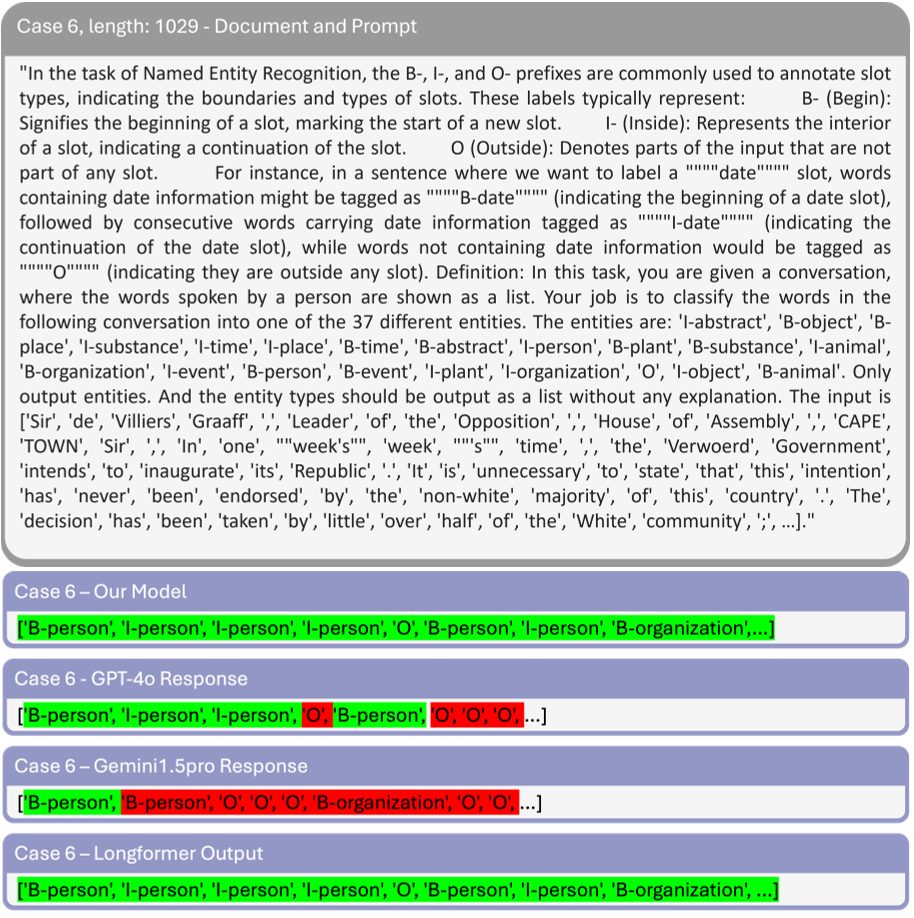 Case 6, length: 1029 - Document and Prompt
"In the task of Named Entity Recognition, the B-, I-, and O- prefixes are commonly used to annotate slot
types, indicating the boundaries and types of slots. These labels typically represent: B- (Begin):
Signifies the beginning of a slot, marking the start of a new slot. I- (Inside): Represents the interior
of a slot, indicating a continuation of the slot. O (Outside): Denotes parts of the input that are not
part of any slot. For instance, in a sentence where we want to label a """"date"""" slot, words
containing date information might be tagged as """"B-date"""" (indicating the beginning of a date slot),
followed by consecutive words carrying date information tagged as """"I-date"""" (indicating the
continuation of the date slot), while words not containing date information would be tagged as
""""O"""" (indicating they are outside any slot). Definition: In this task, you are given a conversation,
where the words spoken by a person are shown as a list. Your job is to classify the words in the
following conversation into one of the 37 different entities. The entities are: 'I-abstract', 'B-object', 'B-
place', 'I-substance', 'I-time', 'I-place', 'B-time', 'B-abstract', 'I-person', 'B-plant', 'B-substance', 'I-animal',
'B-organization', 'I-event', 'B-person', 'B-event', 'I-plant', 'I-organization', 'O', 'I-object', 'B-animal'. Only
output entities. And the entity types should be output as a list without any explanation. The input is
['Sir', 'de', 'Villiers', 'Graaff', ',', 'Leader', 'of', 'the', 'Opposition', ',', 'House', 'of', 'Assembly', ',', 'CAPE',
'TOWN', 'Sir', ',', 'In', 'one', ""week's"", 'week', ""'s"", 'time', ',', 'the', 'Verwoerd', 'Government',
'intends', 'to', 'inaugurate', 'its', 'Republic', '.', 'It', 'is', 'unnecessary', 'to', 'state', 'that', 'this', 'intention',
'has', 'never', 'been', 'endorsed', 'by', 'the', 'non-white', 'majority', 'of', 'this', 'country', '.', 'The',
'decision', 'has', 'been', 'taken', 'by', 'little', 'over', 'half', 'of', 'the', 'White', 'community', ';', ...]."
Case 6 – Our Model
['B-person', 'I-person', 'I-person', 'I-person', 'O', 'B-person', 'I-person', 'B-organization',...]
Case 6 - GPT-4o Response
['B-person', 'I-person', 'I-person', 'O', 'B-person', 'O', 'O', 'O', ...]
Case 6 – Gemini1.5pro Response
['B-person', 'B-person', 'O', 'O', 'O', 'B-organization', 'O', 'O', ...]
Case 6 – Longformer Output
['B-person', 'I-person', 'I-person', 'I-person', 'O', 'B-person', 'I-person', 'B-organization', ...]